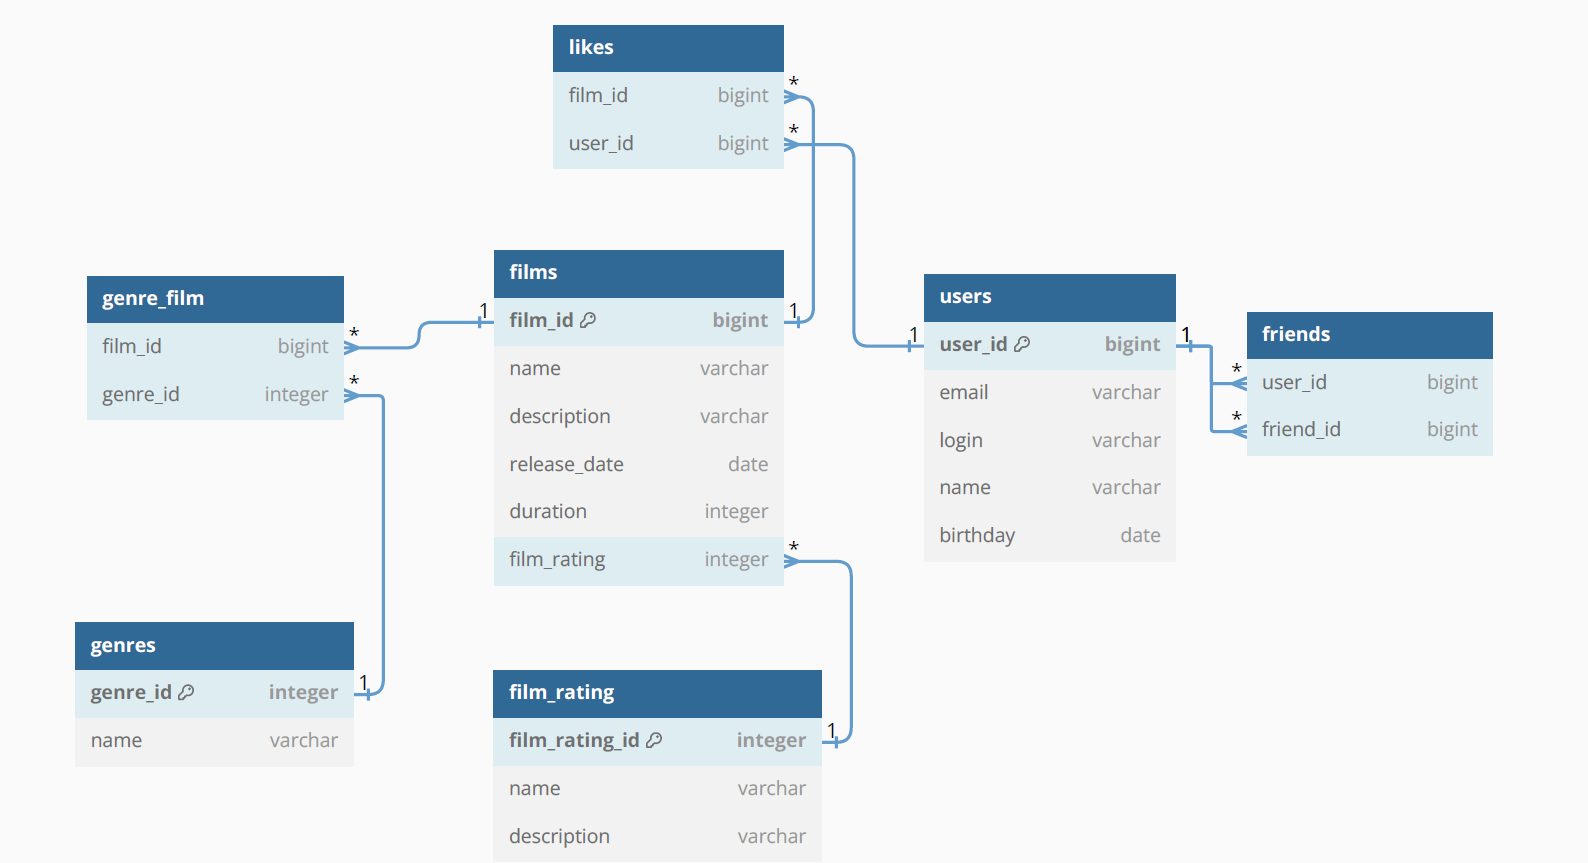 likes
*
film_id bigint
*
user_id bigint
films
1 film_id bigint 1
name varchar
description varchar
release_date date
duration integer
*
film_rating integer
genre_film
*
film_id bigint
*
genre_id integer
users
1 user_id bigint 1
email varchar
login varchar
name varchar
birthday date
friends
*
user_id bigint
*
friend_id bigint
genres
genre_id integer 1
name varchar
film_rating
film_rating_id integer 1
name varchar
description varchar